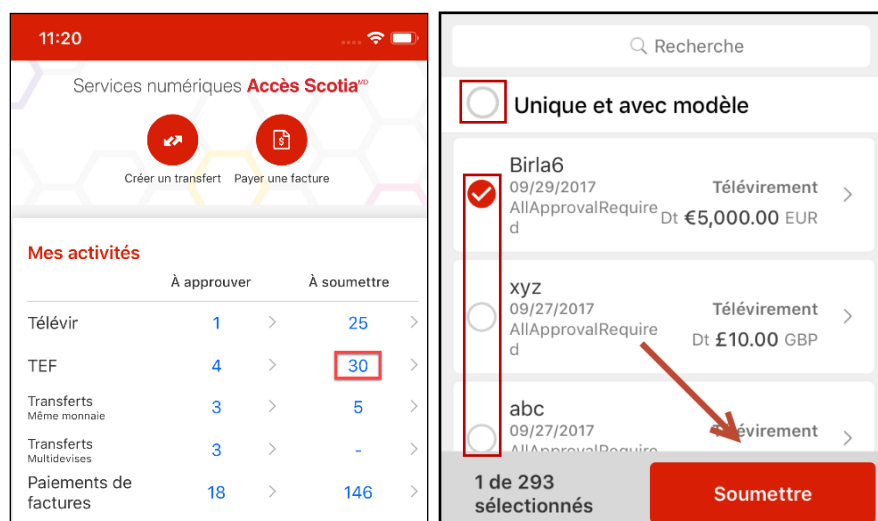 11:20
Services numériques Accès Scotia MD
Créer un transfert Payer une facture
Mes activités
À approuver À soumettre
Télévir 1 25
TEF 4 30
Transferts
Même monnaie 3 5
Transferts
Multidevises 3 -
Paiements de
factures 18 146
Recherche
Unique et avec modèle
Birla6
09/29/2017 Télévirement
AllApprovalRequire
d Dt €5,000.00 EUR
xyz
09/27/2017 Télévirement
AllApprovalRequire
d Dt £10.00 GBP
abc
09/27/2017 Télévirement
AllApprovalRequire
1 de 293
sélectionnés
Soumettre